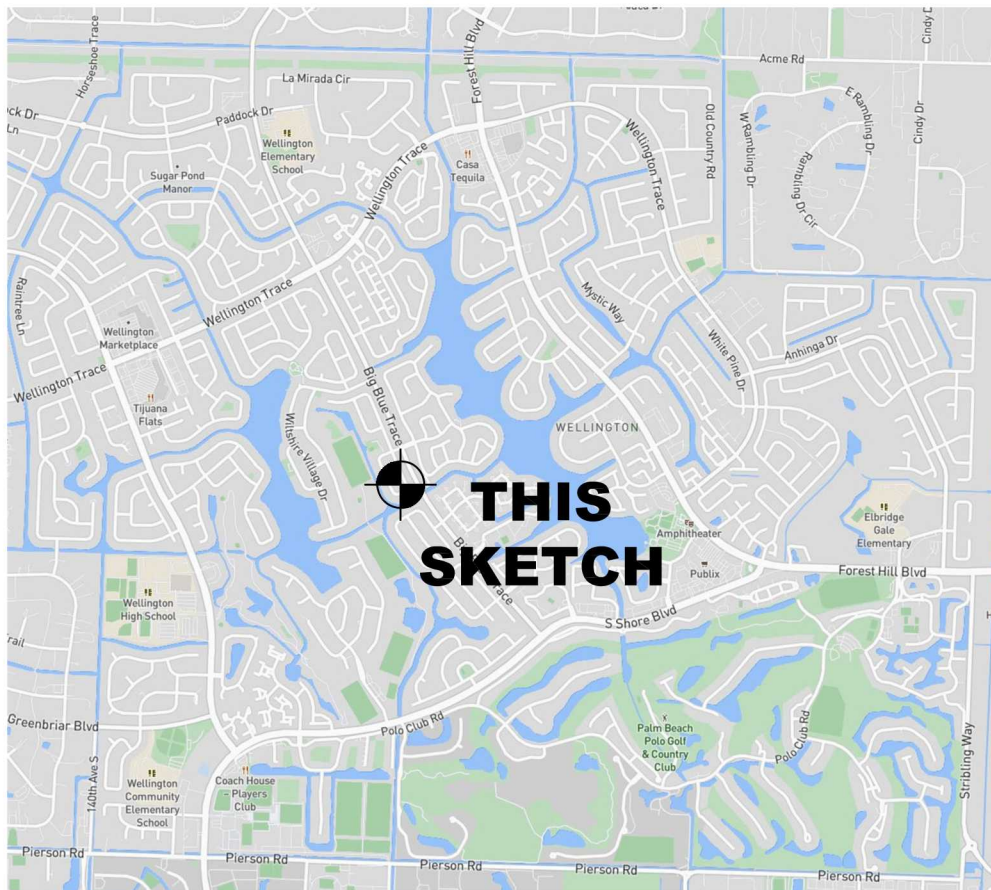 Horseshoe Trace
Forest Hill Blvd
Cindy D
Acme Rd
La Mirada Cir
ck Dr
Paddock Dr
Ln
Wellington
Elementary
School
Casa
Tequila
Wellington Trace
Old Country
Rd
W Rambling Dr
E Rambling Dr
Rambling Dr Cir
Cindy Dr
Sugar Pond
Manor
Wellington Trace
Raintree Ln
Wellington Trace
Mystic Way
Wellington
Marketplace
Wellington Trace
White Pine Dr
Anhinga Dr
Big Blue Trace
Tijuana
Flats
Wiltshire Village Dr
WELLINGTON
THIS
SKETCH
Amphitheater
Elbridge
Gale
Elementary
Publix
Forest Hill Blvd
Wellington
High School
S Shore Blvd
rail
Greenbriar Blvd
Polo Club Rd
Palm Beach
Polo Golf
& Country
Club
Polo Club Rd
Stribling Way
140th Ave S
Wellington
Community
Elementary
School
Coach House
- Players
Club
Pierson Rd
Pierson Rd
Pierson Rd
Pierson Rd
Pierson Rd